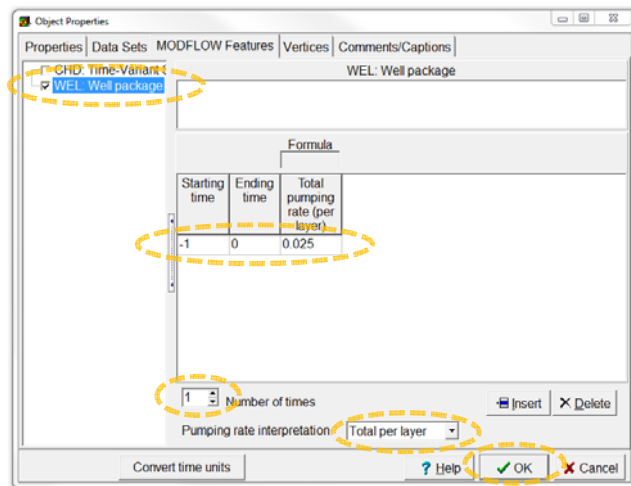 Object Properties
Properties Data Sets MODFLOW Features Vertices Comments/Captions
CHD: Time-Variant S
WEL: Well package
WEL: Well package
Formula
Starting time Ending time Total pumping rate (per layer)
-1 0 0.025
1 Number of times
Insert Delete
Pumping rate interpretation Total per layer
Convert time units
? Help OK Cancel